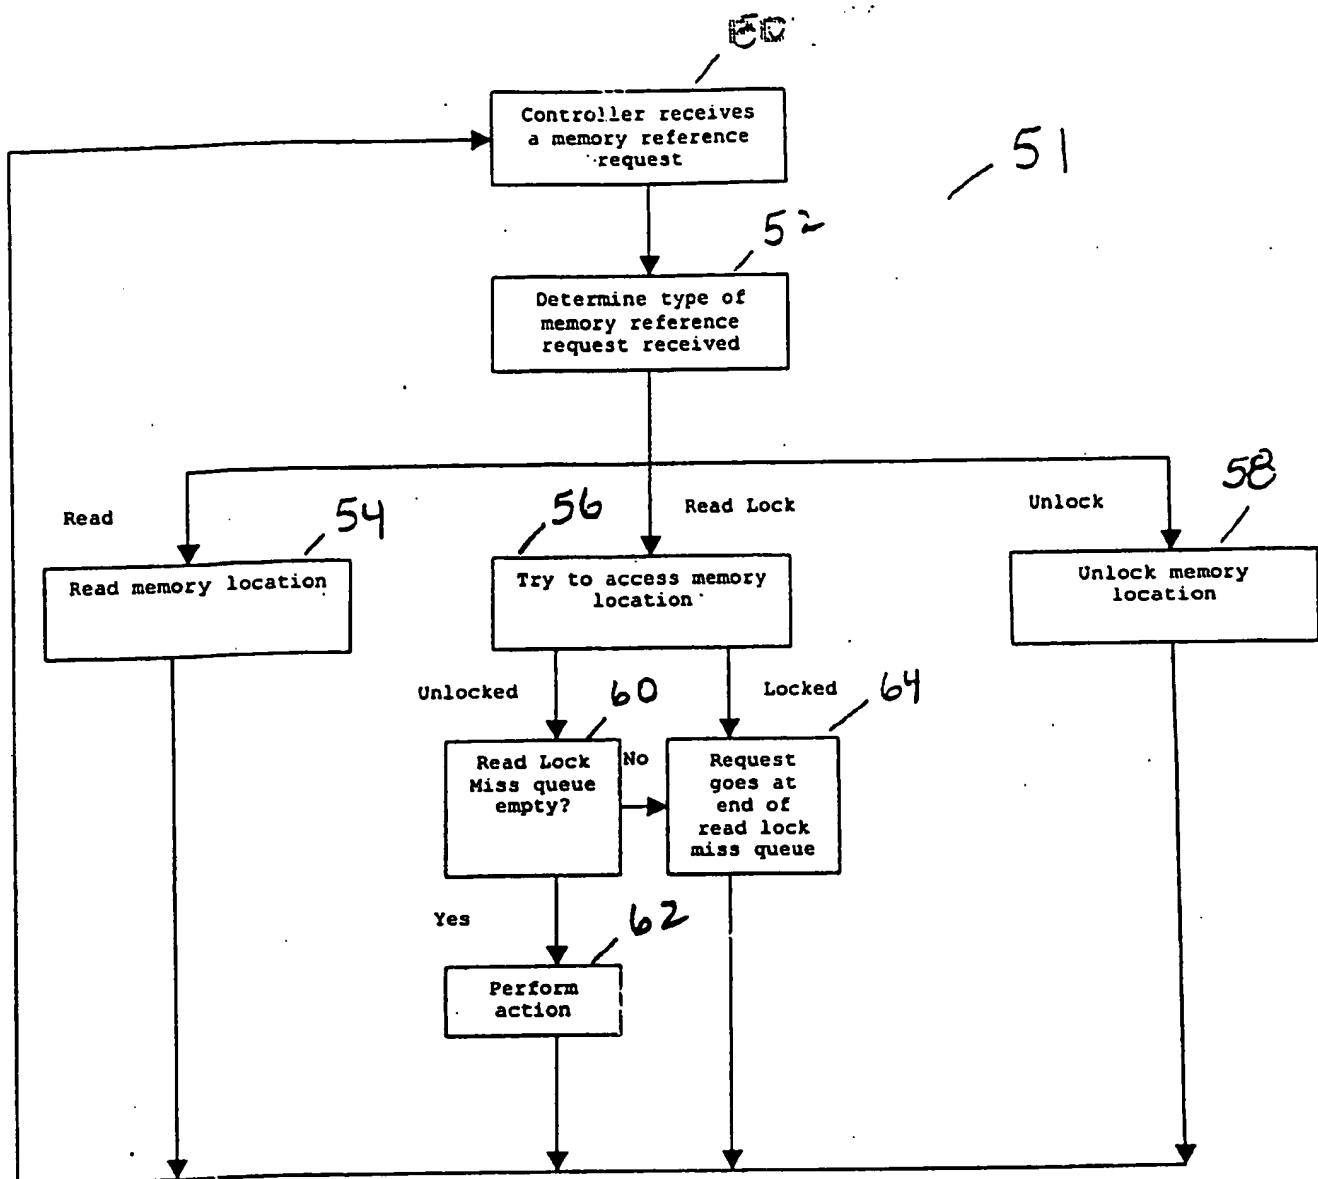 Controller receives
a memory reference
request
51
52
Determine type of
memory reference
request received
Read
54
56
Read Lock
Unlock
58
Read memory location
Try to access memory
location
Unlock memory
location
Unlocked
60
Locked
64
Read Lock
Miss queue
empty?
No
Request
goes at
end of
read lock
miss queue
Yes
62
Perform
action